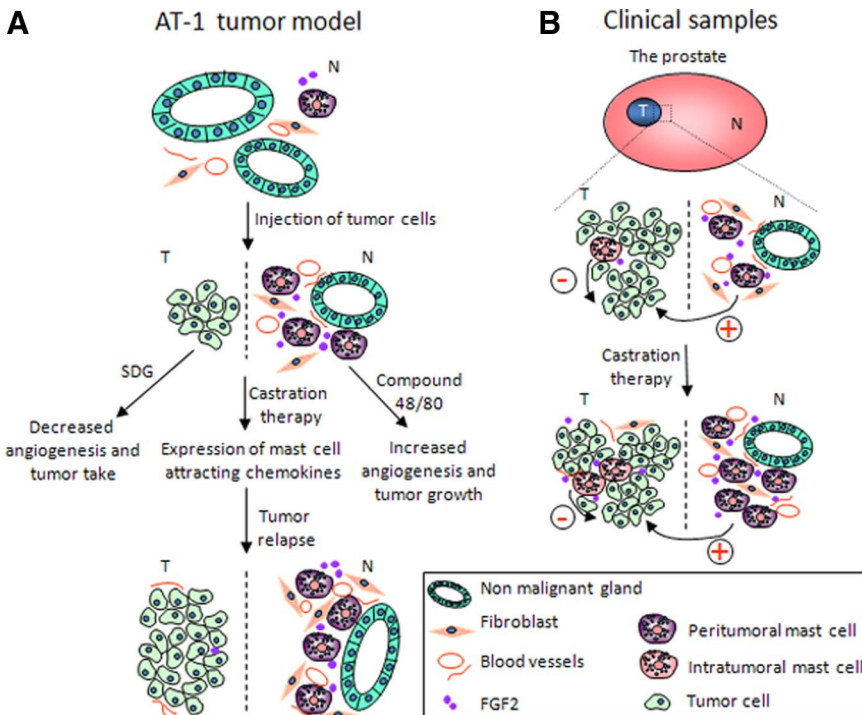 A
AT-1 tumor model
N
Injection of tumor cells
T
N
SDG
Castration
therapy
Compound
48/80
Decreased
angiogenesis and
tumor take
Expression of mast cell
attracting chemokines
Increased
angiogenesis and
tumor growth
Tumor
relapse
T
N
B
Clinical samples
The prostate
T
N
T
N
-
+
Castration
therapy
T
N
-
+
Non malignant gland
Fibroblast
Blood vessels
FGF2
Peritumoral mast cell
Intratumoral mast cell
Tumor cell